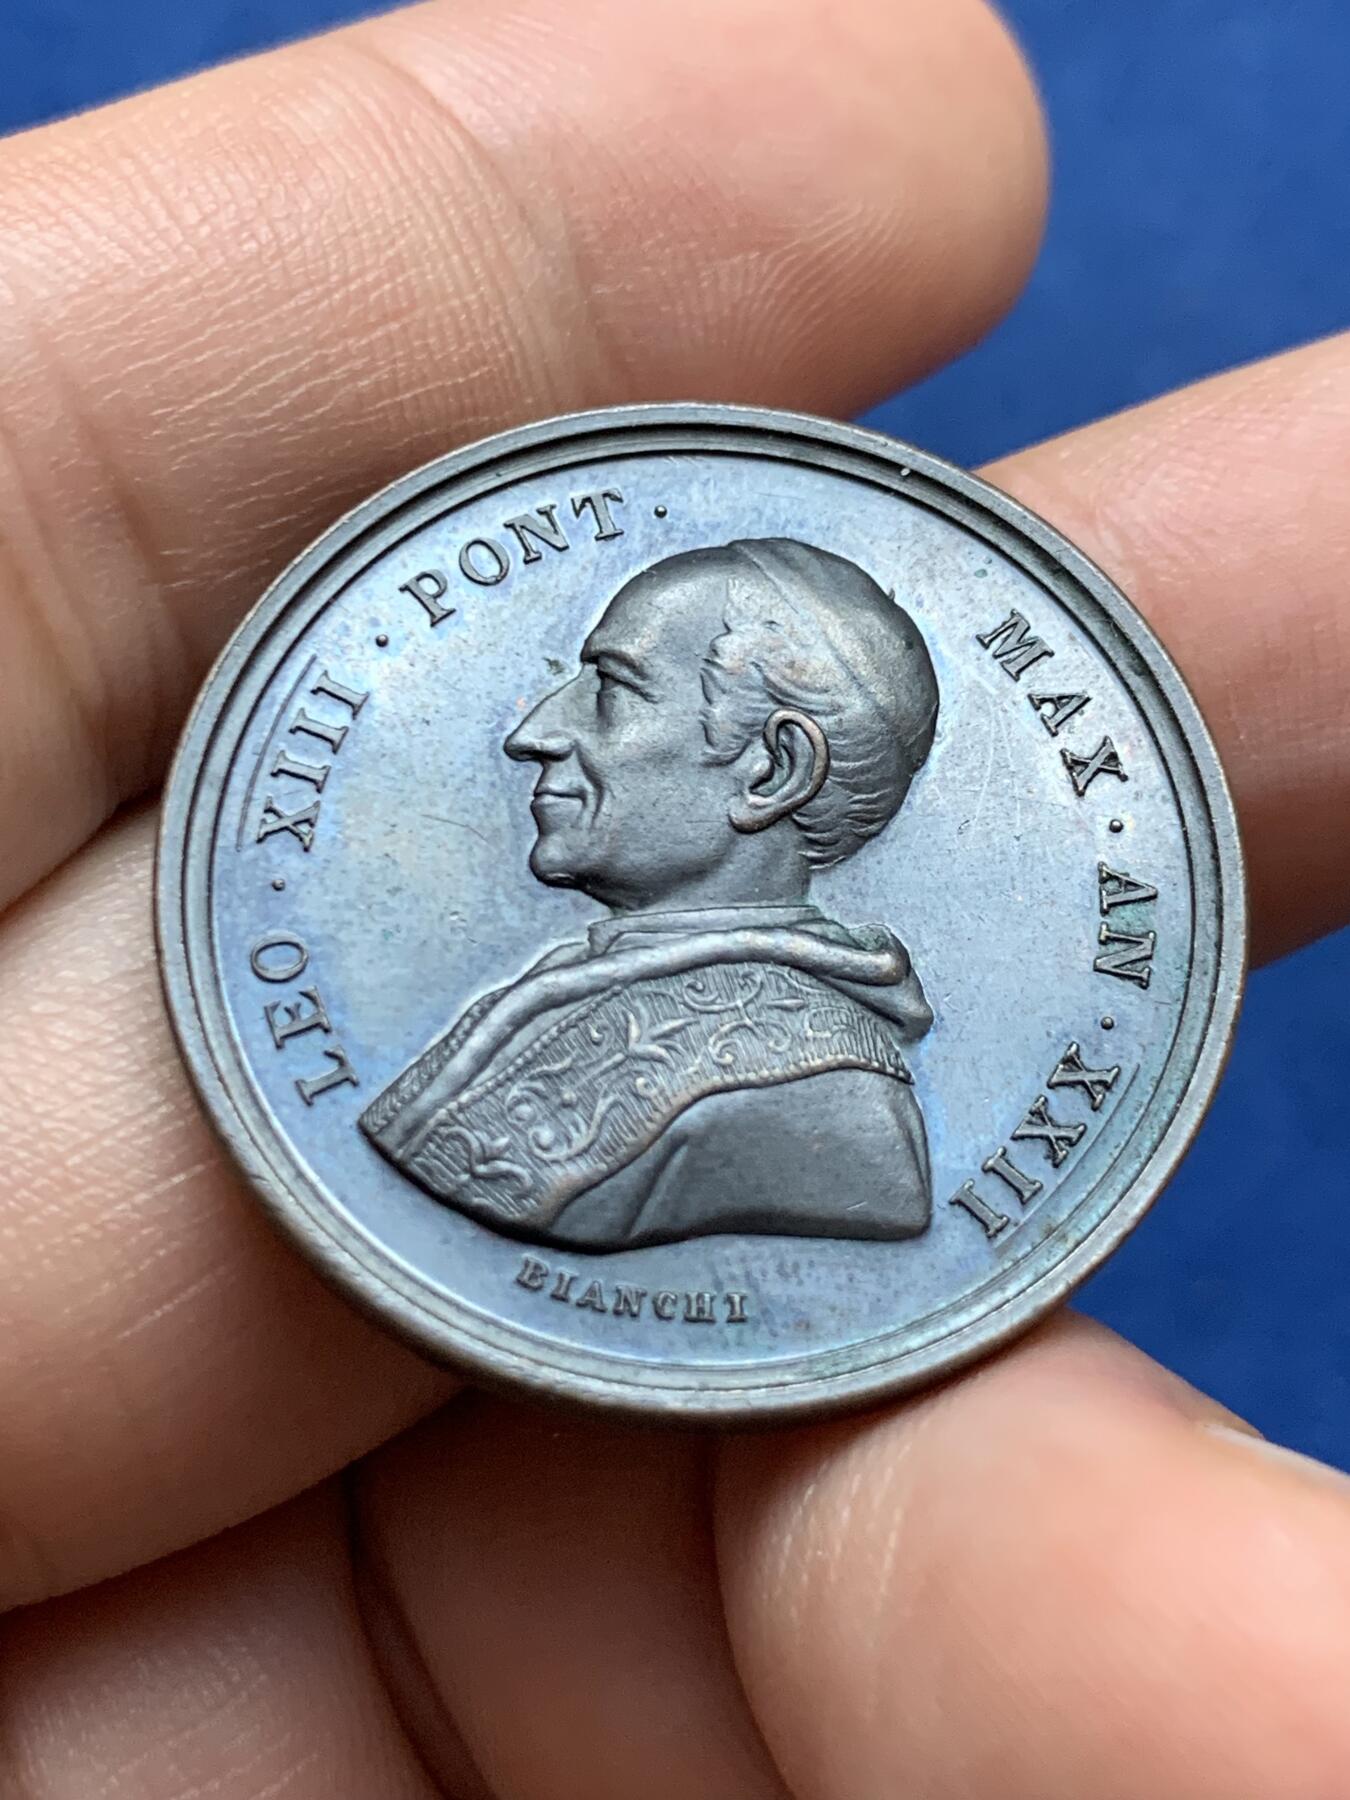 LEO · XIII · PONT · MAX · AN · XXII
BIANCHI